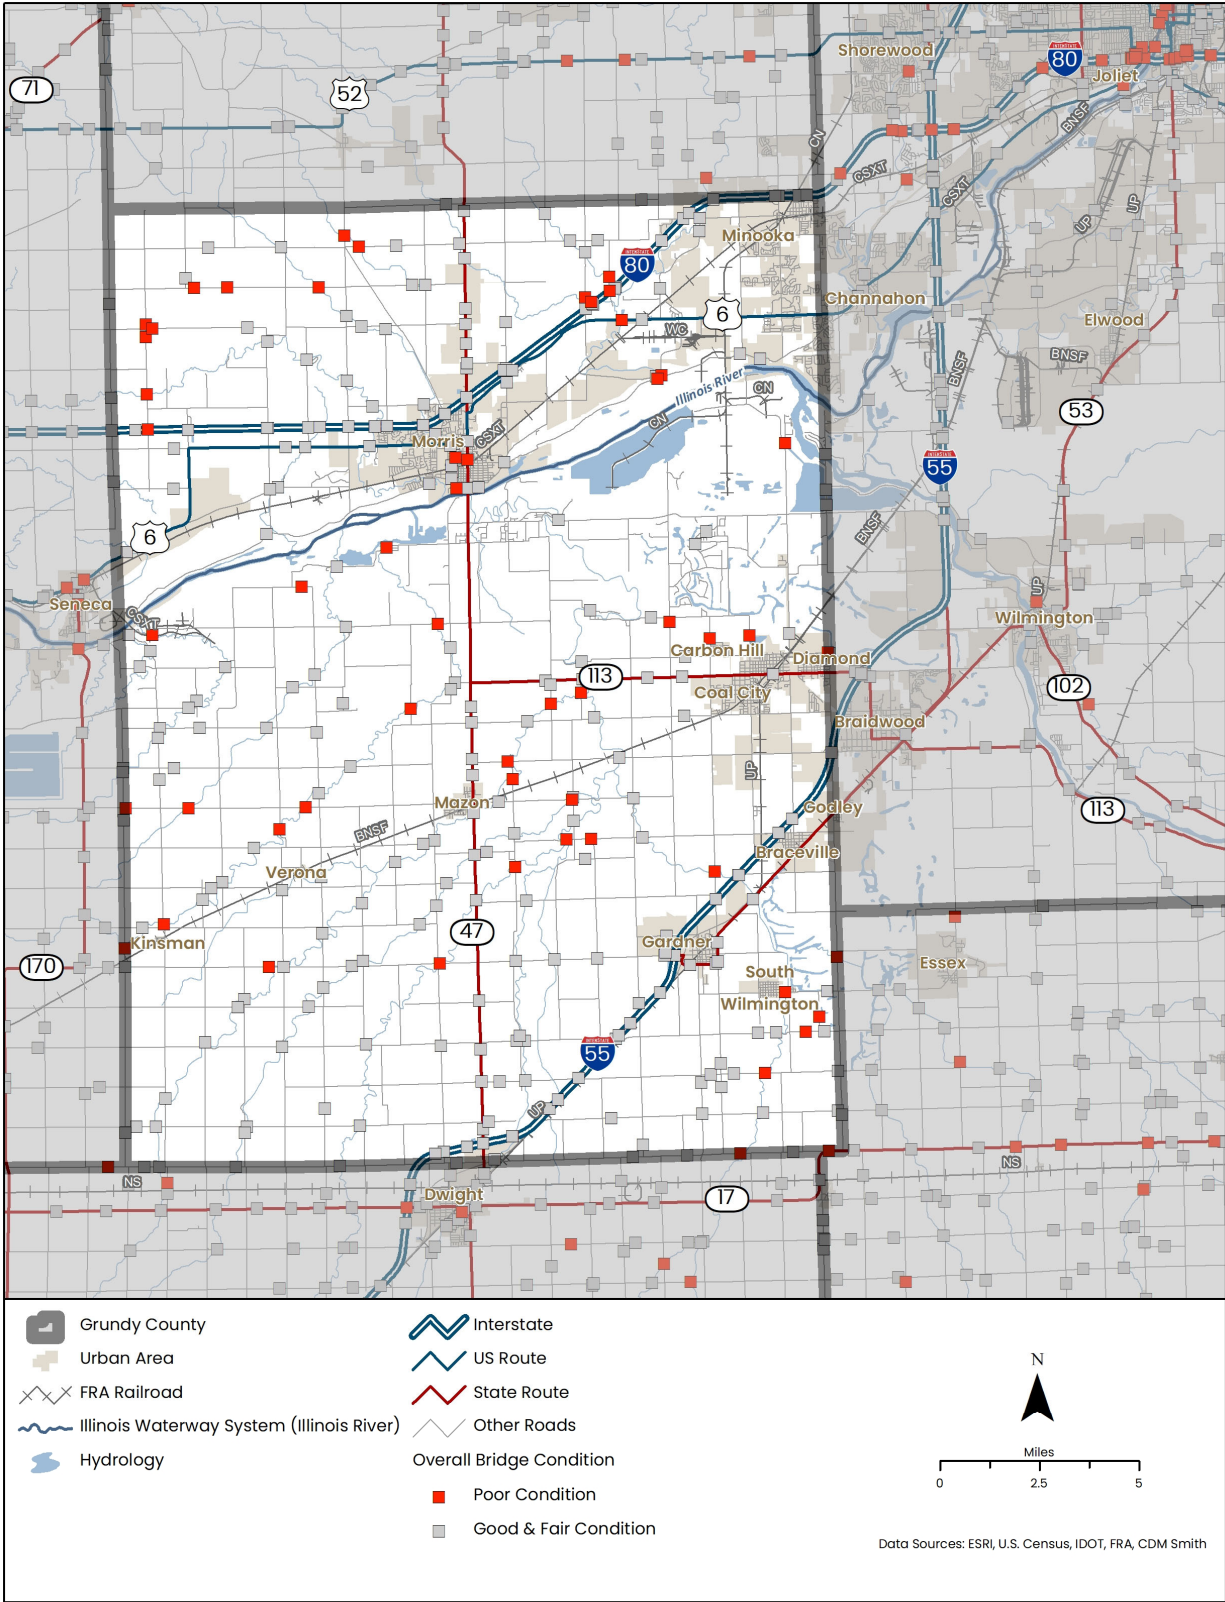 Shorewood
INTERSTATE
80
Joliet
71
52
BNSF
CN
CSXT
CSXT
UP
UP
Minooka
INTERSTATE
80
Channahon
6
Elwood
WC
BNSF
BNSF
Illinois River
CN
CN
53
Morris
CSXT
INTERSTATE
55
6
BNSF
Seneca
CSXT
UP
Wilmington
Carbon Hill
Diamond
113
Coal City
102
Braidwood
UP
Mazon
Godley
113
BNSF
Braceville
Verona
47
Kinsman
Gardner
170
South
Wilmington
Essex
INTERSTATE
55
UP
NS
NS
Dwight
17
Grundy County
Urban Area
FRA Railroad
Illinois Waterway System (Illinois River)
Hydrology
Interstate
US Route
State Route
Other Roads
Overall Bridge Condition
Poor Condition
Good & Fair Condition
N
Miles
0 2.5 5
Data Sources: ESRI, U.S. Census, IDOT, FRA, CDM Smith